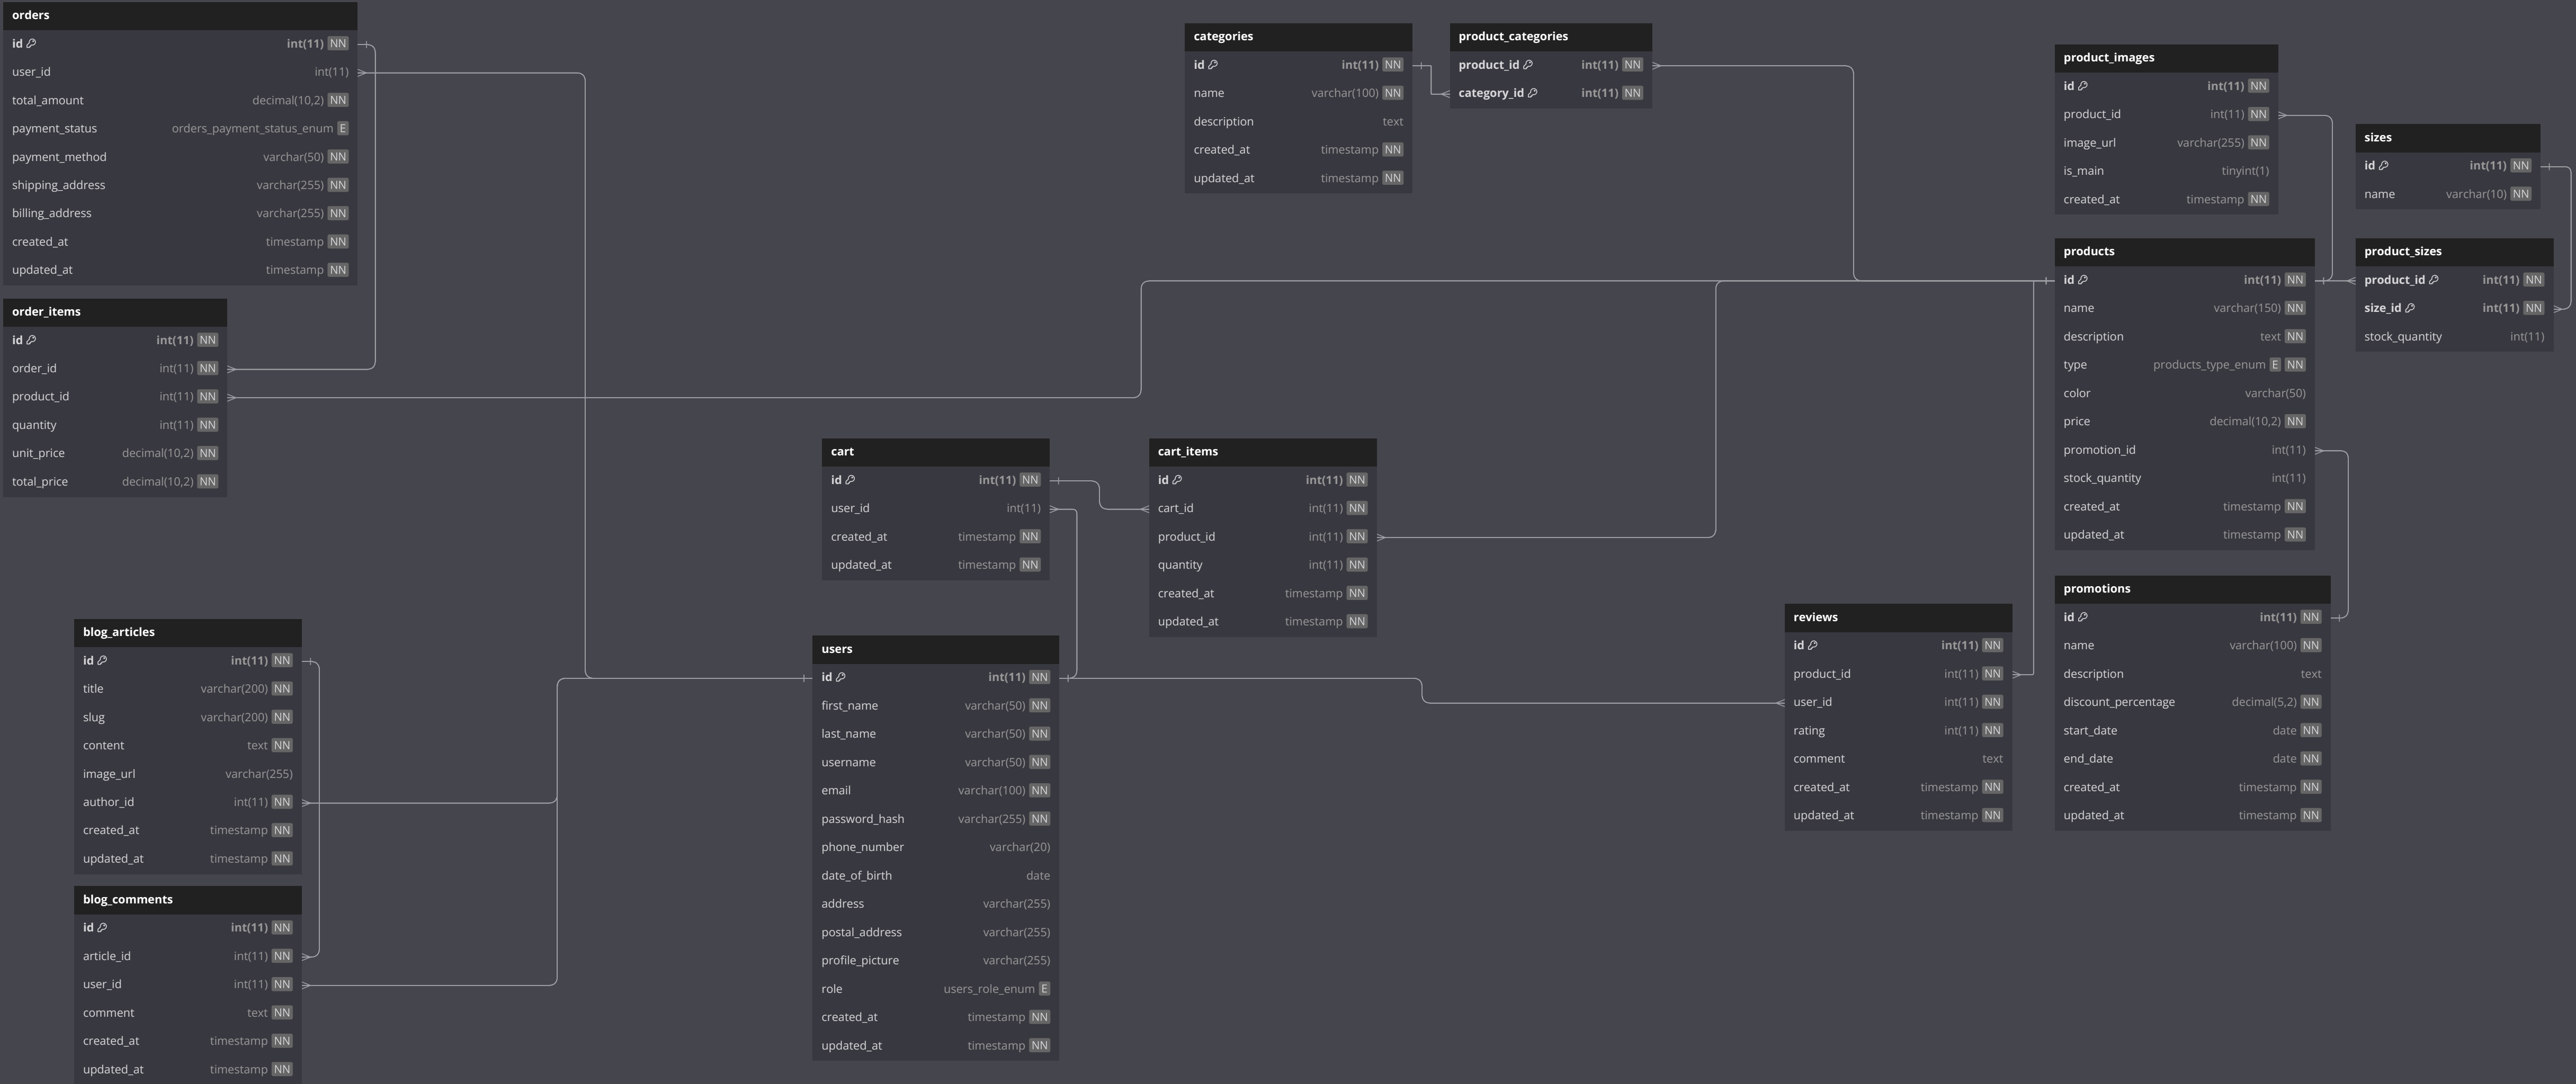 orders
id int(11) NN
user_id int(11)
total_amount decimal(10,2) NN
payment_status orders_payment_status_enum E
payment_method varchar(50) NN
shipping_address varchar(255) NN
billing_address varchar(255) NN
created_at timestamp NN
updated_at timestamp NN
order_items
id int(11) NN
order_id int(11) NN
product_id int(11) NN
quantity int(11) NN
unit_price decimal(10,2) NN
total_price decimal(10,2) NN
blog_articles
id int(11) NN
title varchar(200) NN
slug varchar(200) NN
content text NN
image_url varchar(255)
author_id int(11) NN
created_at timestamp NN
updated_at timestamp NN
blog_comments
id int(11) NN
article_id int(11) NN
user_id int(11) NN
comment text NN
created_at timestamp NN
updated_at timestamp NN
cart
id int(11) NN
user_id int(11)
created_at timestamp NN
updated_at timestamp NN
users
id int(11) NN
first_name varchar(50) NN
last_name varchar(50) NN
username varchar(50) NN
email varchar(100) NN
password_hash varchar(255) NN
phone_number varchar(20)
date_of_birth date
address varchar(255)
postal_address varchar(255)
profile_picture varchar(255)
role users_role_enum E
created_at timestamp NN
updated_at timestamp NN
categories
id int(11) NN
name varchar(100) NN
description text
created_at timestamp NN
updated_at timestamp NN
product_categories
product_id int(11) NN
category_id int(11) NN
cart_items
id int(11) NN
cart_id int(11) NN
product_id int(11) NN
quantity int(11) NN
created_at timestamp NN
updated_at timestamp NN
reviews
id int(11) NN
product_id int(11) NN
user_id int(11) NN
rating int(11) NN
comment text
created_at timestamp NN
updated_at timestamp NN
product_images
id int(11) NN
product_id int(11) NN
image_url varchar(255) NN
is_main tinyint(1)
created_at timestamp NN
products
id int(11) NN
name varchar(150) NN
description text NN
type products_type_enum E NN
color varchar(50)
price decimal(10,2) NN
promotion_id int(11)
stock_quantity int(11)
created_at timestamp NN
updated_at timestamp NN
promotions
id int(11) NN
name varchar(100) NN
description text
discount_percentage decimal(5,2) NN
start_date date NN
end_date date NN
created_at timestamp NN
updated_at timestamp NN
sizes
id int(11) NN
name varchar(10) NN
product_sizes
product_id int(11) NN
size_id int(11) NN
stock_quantity int(11)